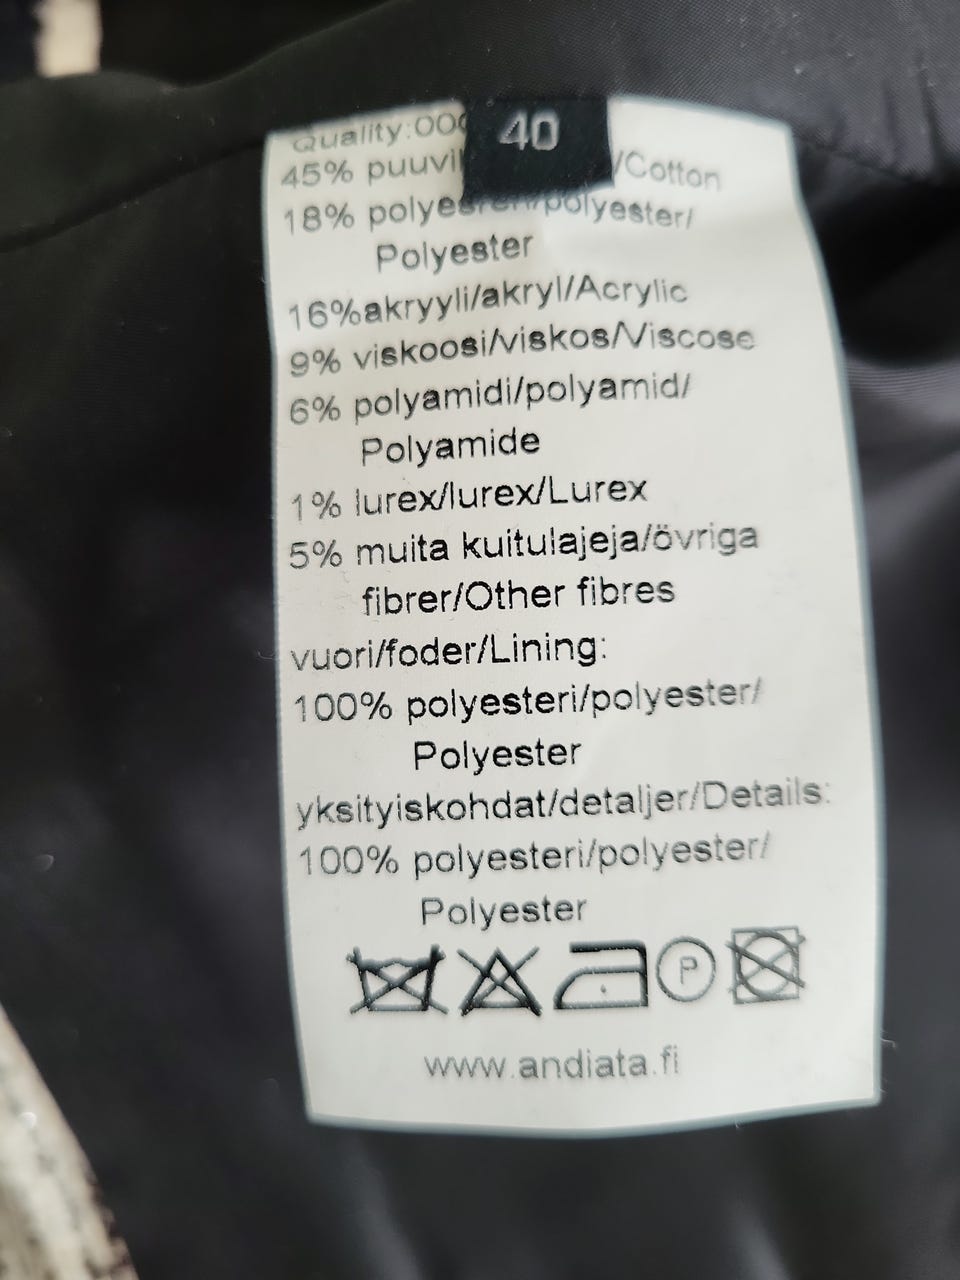 40
Quality:00
45% /Cotton
18% polyester/
Polyester
16%akryyli/akryl/Acrylic
9% viskoosi/viskos/Viscose
6% polyamidi/polyamid/
Polyamide
1% lurex/lurex/Lurex
5% muita kuitulajeja/övriga
fibrer/Other fibres
vuori/foder/Lining:
100% polyesteri/polyester/
Polyester
yksityiskohdat/detaljer/Details:
100% polyesteri/polyester/
Polyester
P
www.andiata.fi